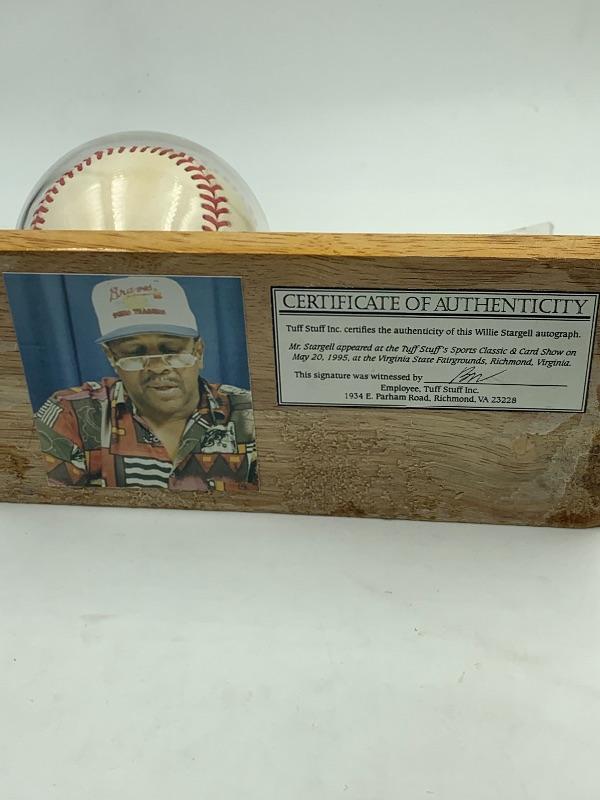 Braves
CERTIFICATE OF AUTHENTICITY
Tuff Stuff Inc. certifies the authenticity of this Willie Stargell autograph.
Mr. Stargell appeared at the Tuff Stuff's Sports Classic & Card Show on
May 20, 1995, at the Virginia State Fairgrounds, Richmond, Virginia.
This signature was witnessed by
Employee, Tuff Stuff Inc.
1934 E. Parham Road, Richmond, VA 23228